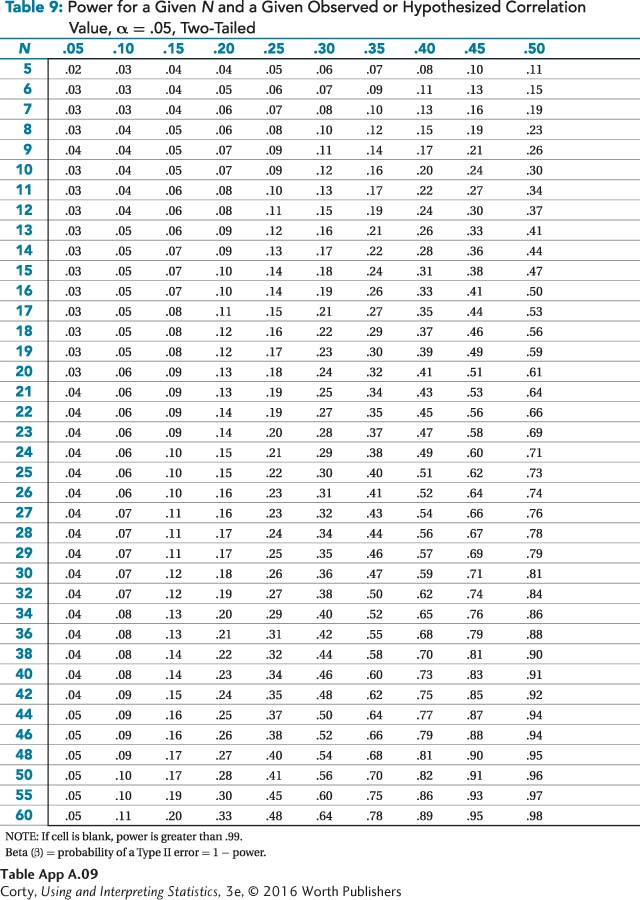 Table 9: Power for a Given N and a Given Observed or Hypothesized Correlation
Value, α = .05, Two-Tailed
N .05 .10 .15 .20 .25 .30 .35 .40 .45 .50
5 .02 .03 .04 .04 .05 .06 .07 .08 .10 .11
6 .03 .03 .04 .05 .06 .07 .09 .11 .13 .15
7 .03 .03 .04 .06 .07 .08 .10 .13 .16 .19
8 .03 .04 .05 .06 .08 .10 .12 .15 .19 .23
9 .04 .04 .05 .07 .09 .11 .14 .17 .21 .26
10 .03 .04 .05 .07 .09 .12 .16 .20 .24 .30
11 .03 .04 .06 .08 .10 .13 .17 .22 .27 .34
12 .03 .04 .06 .08 .11 .15 .19 .24 .30 .37
13 .03 .05 .06 .09 .12 .16 .21 .26 .33 .41
14 .03 .05 .07 .09 .13 .17 .22 .28 .36 .44
15 .03 .05 .07 .10 .14 .18 .24 .31 .38 .47
16 .03 .05 .07 .10 .14 .19 .26 .33 .41 .50
17 .03 .05 .08 .11 .15 .21 .27 .35 .44 .53
18 .03 .05 .08 .12 .16 .22 .29 .37 .46 .56
19 .03 .05 .08 .12 .17 .23 .30 .39 .49 .59
20 .03 .06 .09 .13 .18 .24 .32 .41 .51 .61
21 .04 .06 .09 .13 .19 .25 .34 .43 .53 .64
22 .04 .06 .09 .14 .19 .27 .35 .45 .56 .66
23 .04 .06 .09 .14 .20 .28 .37 .47 .58 .69
24 .04 .06 .10 .15 .21 .29 .38 .49 .60 .71
25 .04 .06 .10 .15 .22 .30 .40 .51 .62 .73
26 .04 .06 .10 .16 .23 .31 .41 .52 .64 .74
27 .04 .07 .11 .16 .23 .32 .43 .54 .66 .76
28 .04 .07 .11 .17 .24 .34 .44 .56 .67 .78
29 .04 .07 .11 .17 .25 .35 .46 .57 .69 .79
30 .04 .07 .12 .18 .26 .36 .47 .59 .71 .81
32 .04 .07 .12 .19 .27 .38 .50 .62 .74 .84
34 .04 .08 .13 .20 .29 .40 .52 .65 .76 .86
36 .04 .08 .13 .21 .31 .42 .55 .68 .79 .88
38 .04 .08 .14 .22 .32 .44 .58 .70 .81 .90
40 .04 .08 .14 .23 .34 .46 .60 .73 .83 .91
42 .04 .09 .15 .24 .35 .48 .62 .75 .85 .92
44 .05 .09 .16 .25 .37 .50 .64 .77 .87 .94
46 .05 .09 .16 .26 .38 .52 .66 .79 .88 .94
48 .05 .09 .17 .27 .40 .54 .68 .81 .90 .95
50 .05 .10 .17 .28 .41 .56 .70 .82 .91 .96
55 .05 .10 .19 .30 .45 .60 .75 .86 .93 .97
60 .05 .11 .20 .33 .48 .64 .78 .89 .95 .98
NOTE: If cell is blank, power is greater than .99.
Beta (β) = probability of a Type II error = 1 − power.
Table App A.09
Corty, Using and Interpreting Statistics, 3e, © 2016 Worth Publishers